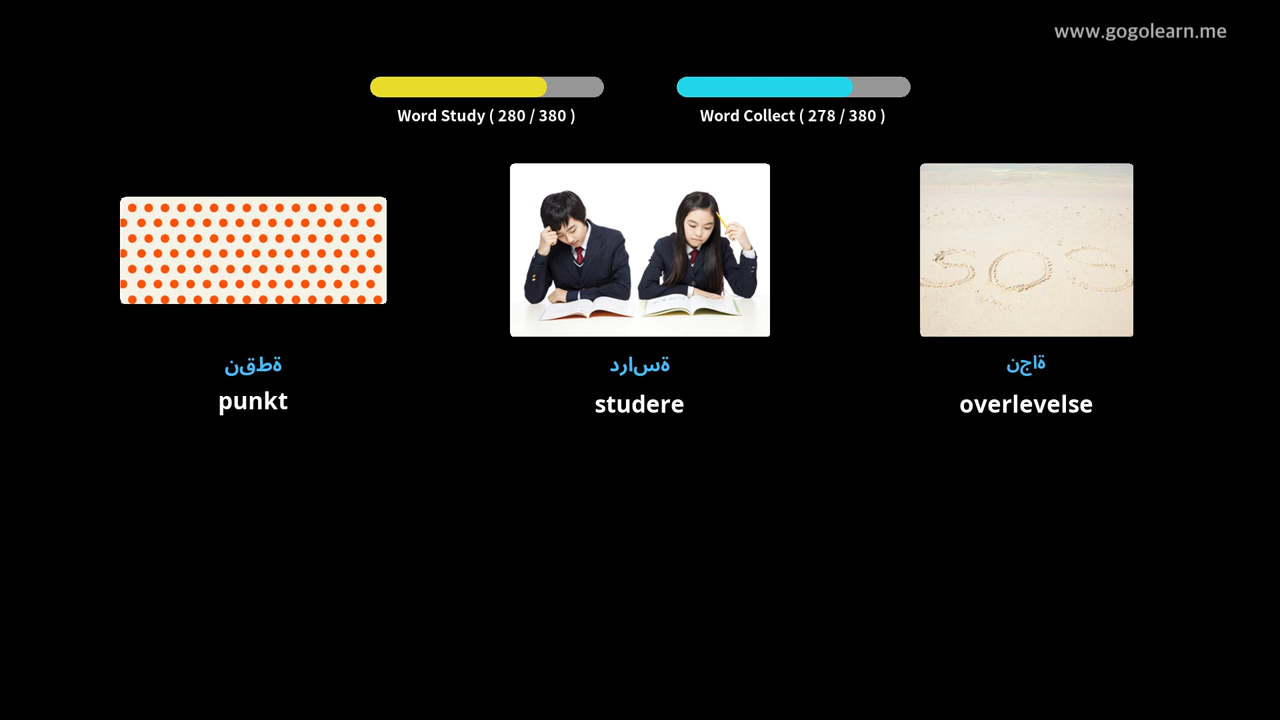 www.gogolearn.me
Word Study ( 280 / 380 )
Word Collect ( 278 / 380 )
ةطقن
punkt
ةسارد
studere
ةاجن
overlevelse
SOS